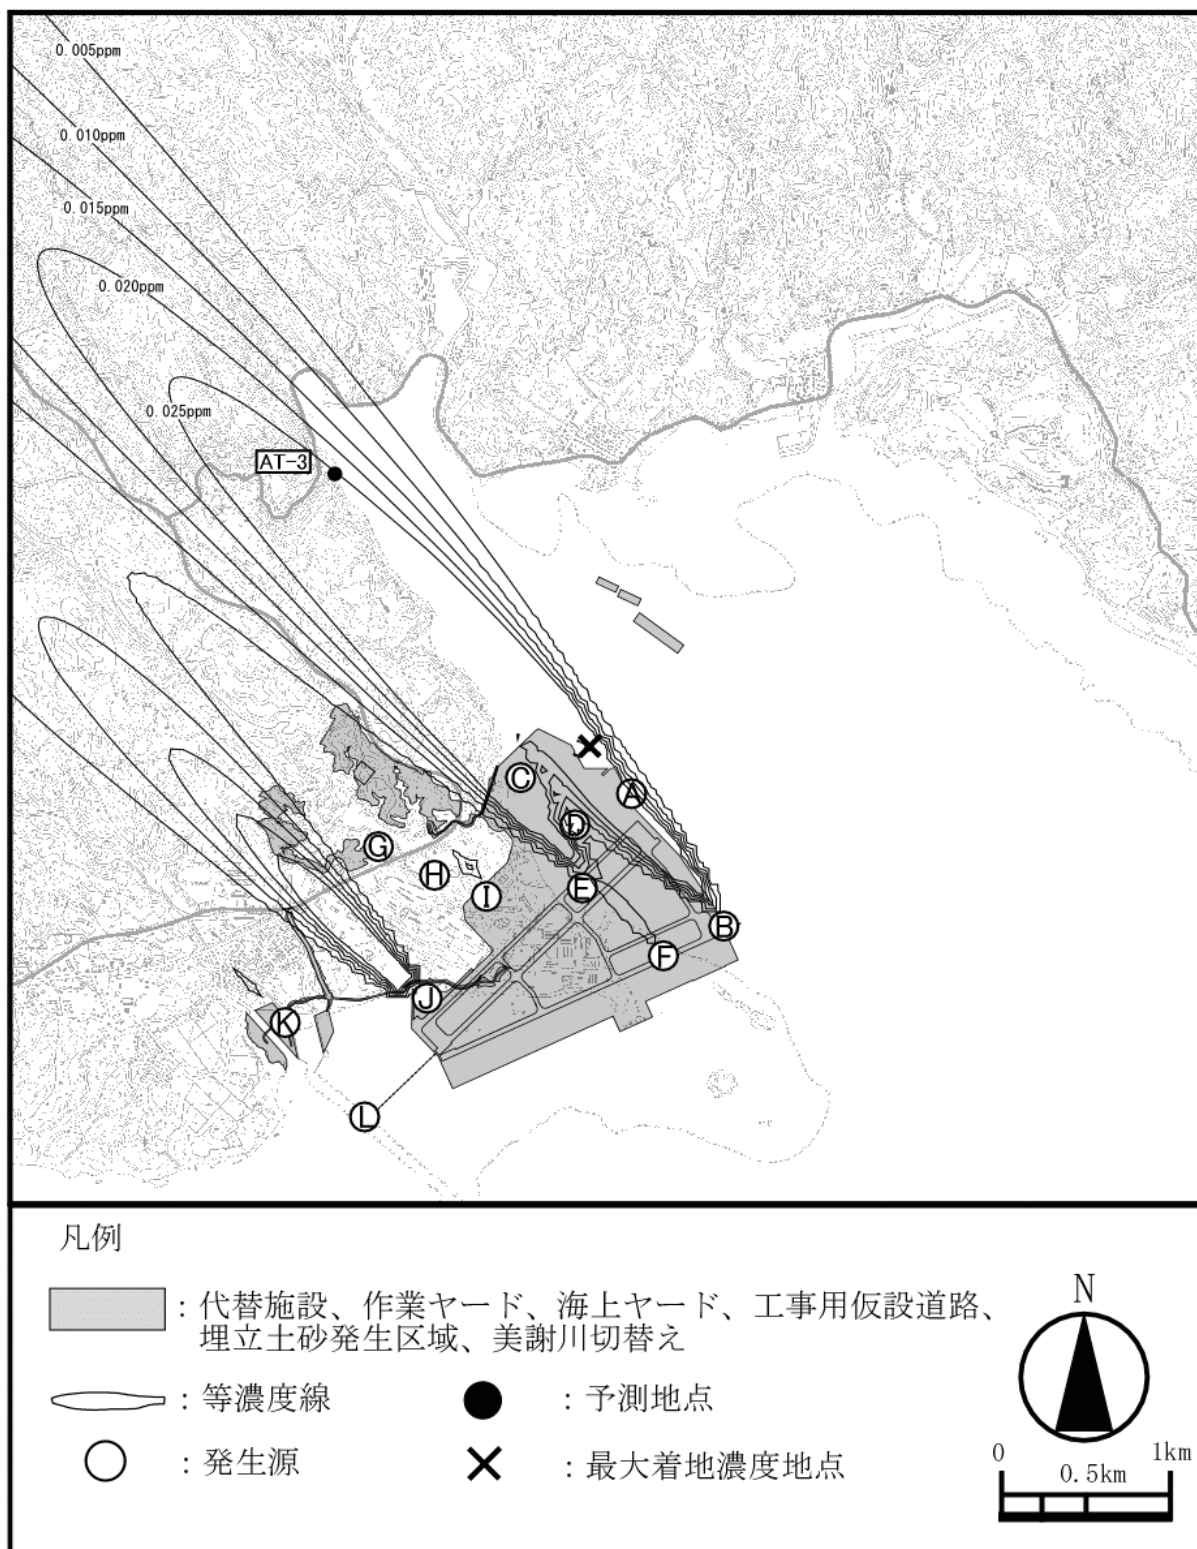 0.005ppm
0.010ppm
0.015ppm
0.020ppm
0.025ppm
AT-3
A
C
D
G
E
H
I
B
F
J
K
L
凡例
：代替施設、作業ヤード、海上ヤード、工事用仮設道路、
埋立土砂発生区域、美謝川切替え
：等濃度線
：予測地点
：発生源
：最大着地濃度地点
N
0
0.5km
1km